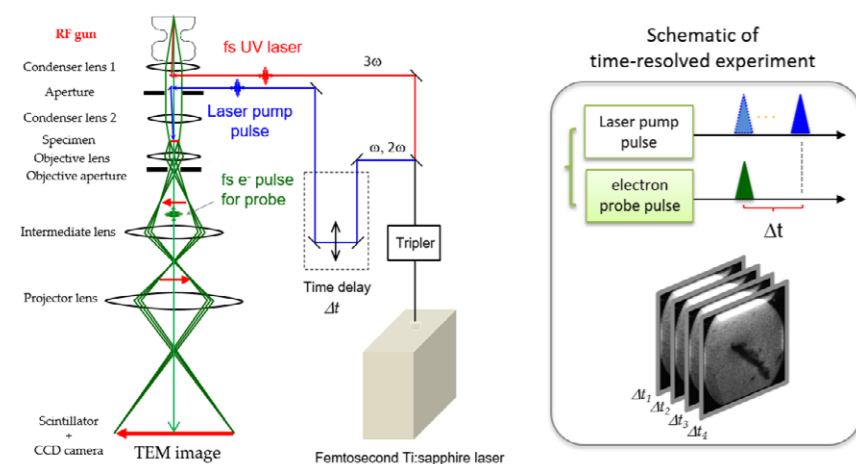 RF gun
Condenser lens 1
Aperture
Condenser lens 2
Specimen
Objective lens
Objective aperture
Intermediate lens
Projector lens
Scintillator
+
CCD camera
TEM image
fs UV laser
3ω
Laser pump
pulse
ω, 2ω
fs e⁻ pulse
for probe
Time delay
Δt
Tripler
Femtosecond Ti:sapphire laser
Schematic of
time-resolved experiment
Laser pump
pulse
electron
probe pulse
Δt
Δt₁
Δt₂
Δt₃
Δt₄